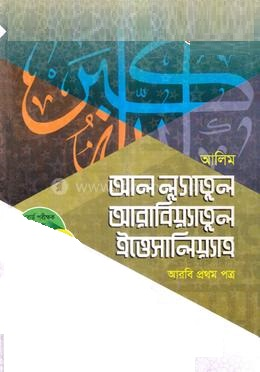 আলিম
আল লুগাতুল
আরাবিয়্যাতুল
ইত্তেসালিয়্যাহ
আরবি প্রথম পত্র